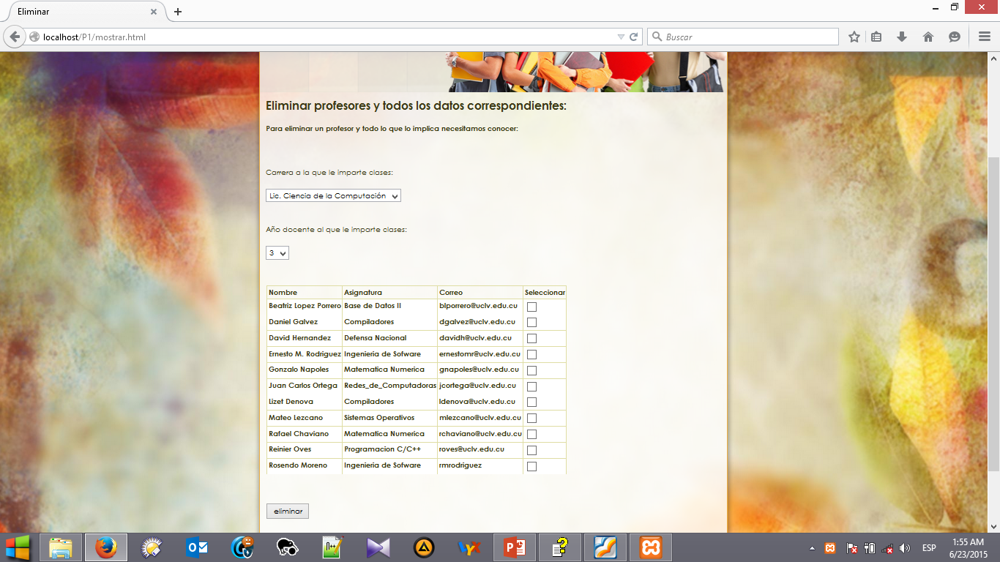 Eliminar
localhost/P1/mostrar.html
Buscar
Eliminar profesores y todos los datos correspondientes:
Para eliminar un profesor y todo lo que lo implica necesitamos conocer:
Carrera a la que le imparte clases:
Lic. Ciencia de la Computación
Año docente al que le imparte clases:
3
Nombre Asignatura Correo Seleccionar
Beatriz Lopez Porrero Base de Datos II blporrero@uclv.edu.cu
Daniel Galvez Compiladores dgalvez@uclv.edu.cu
David Hernandez Defensa Nacional davidh@uclv.edu.cu
Ernesto M. Rodriguez Ingenieria de Sofware ernestomr@uclv.edu.cu
Gonzalo Napoles Matematica Numerica gnapoles@uclv.edu.cu
Juan Carlos Ortega Redes_de_Computadoras jcortega@uclv.edu.cu
Lizet Denova Compiladores ldenova@uclv.edu.cu
Mateo Lezcano Sistemas Operativos mlezcano@uclv.edu.cu
Rafael Chaviano Matematica Numerica rchaviano@uclv.edu.cu
Reinier Oves Programacion C/C++ roves@uclv.edu.cu
Rosendo Moreno Ingenieria de Sofware rmrodriguez
eliminar
ESP
1:55 AM
6/23/2015